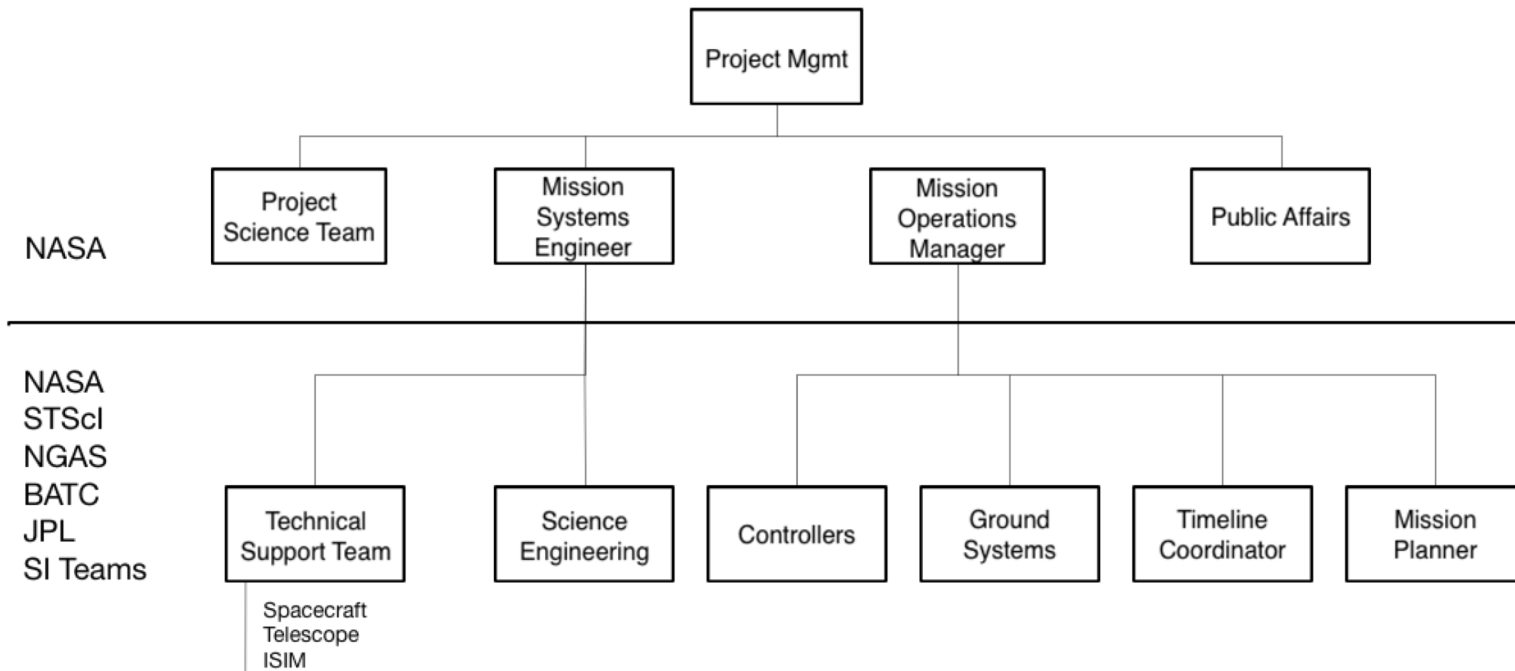 Project Mgmt
Project
Science Team
Mission
Systems
Engineer
Mission
Operations
Manager
Public Affairs
NASA
NASA
STScI
NGAS
BATC
JPL
SI Teams
Technical
Support Team
Science
Engineering
Controllers
Ground
Systems
Timeline
Coordinator
Mission
Planner
Spacecraft
Telescope
ISIM